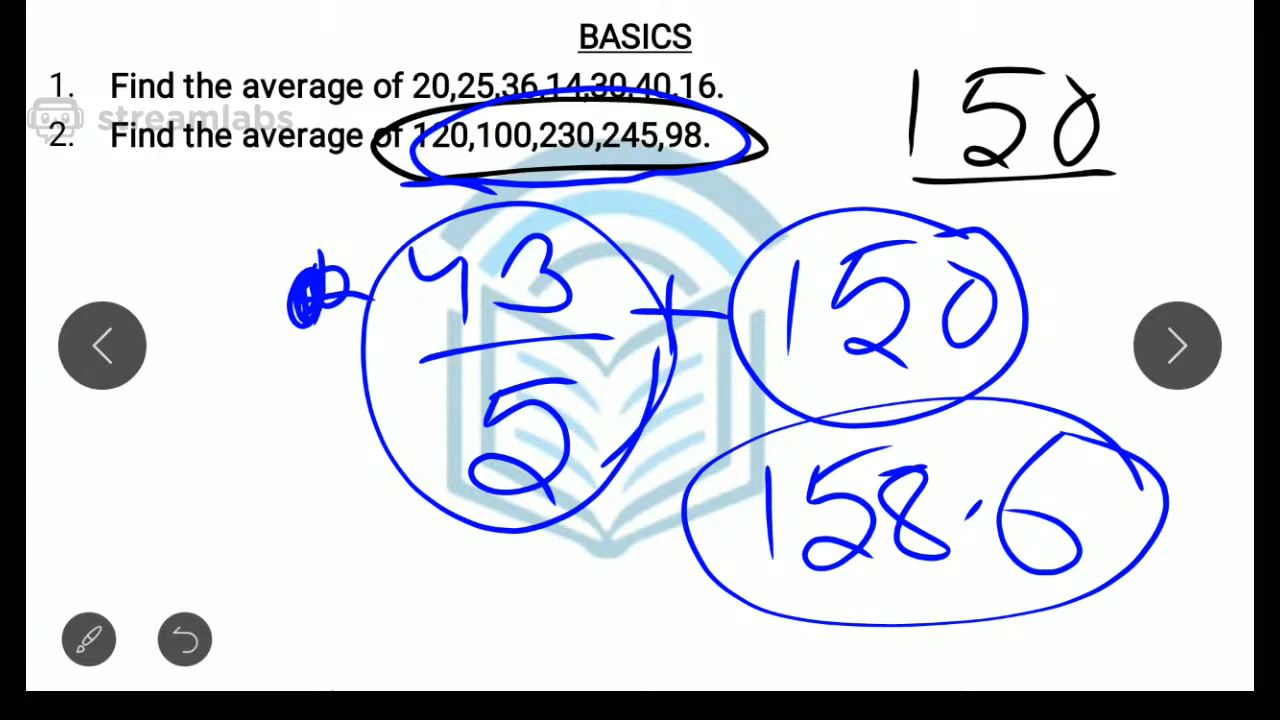 BASICS
1. Find the average of 20,25,36,14,30,40,16.
streamlabs
2. Find the average of 120,100,230,245,98.
150
43
5
+ 150
158.6